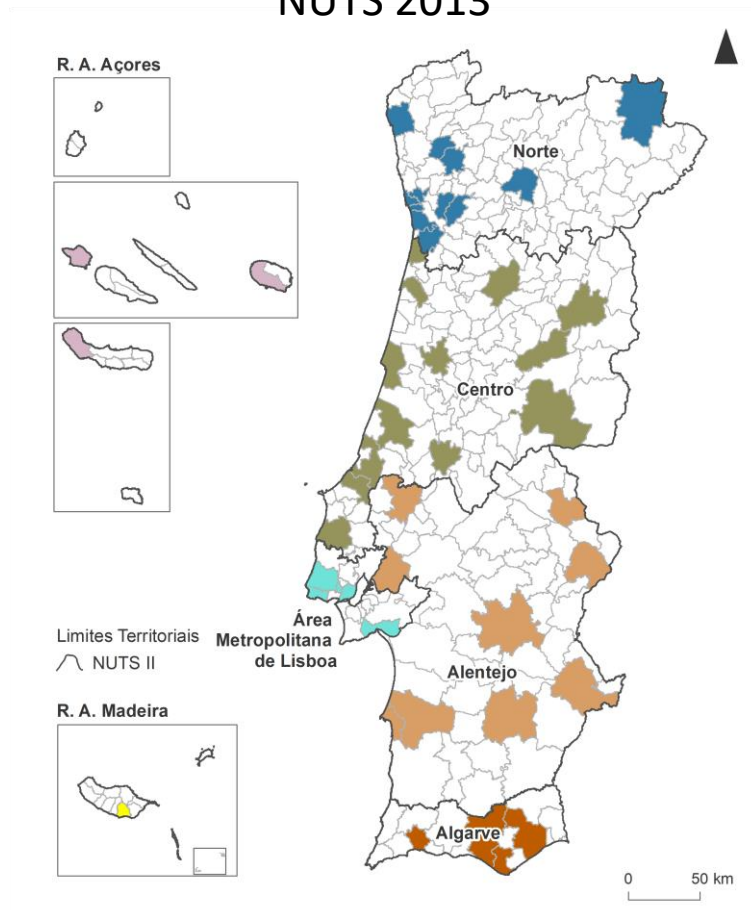 NUTS 2013
R. A. Açores
Norte
Centro
Área
Metropolitana
de Lisboa
Limites Territoriais
NUTS II
Alentejo
R. A. Madeira
Algarve
0 50 km